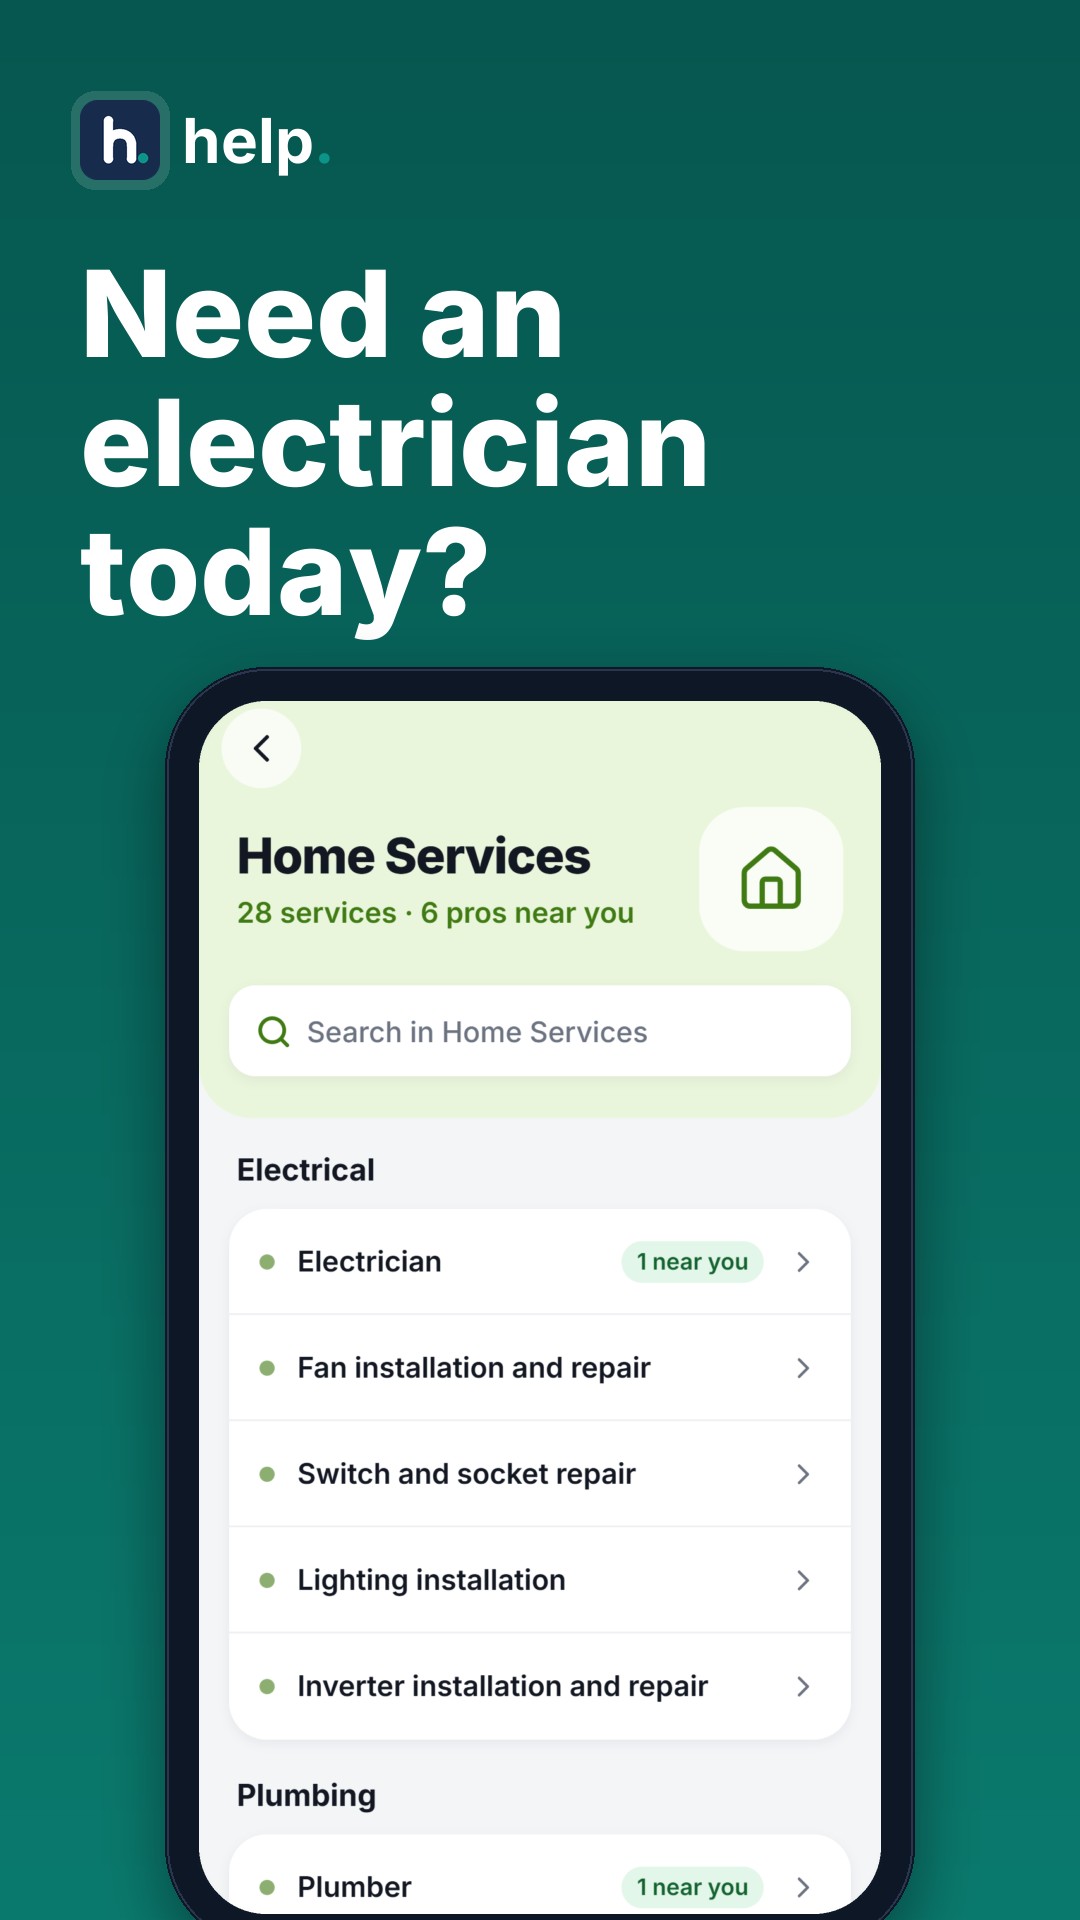 h.
help.
Need an
electrician
today?
Home Services
28 services · 6 pros near you
Search in Home Services
Electrical
Electrician
1 near you
Fan installation and repair
Switch and socket repair
Lighting installation
Inverter installation and repair
Plumbing
Plumber
1 near you